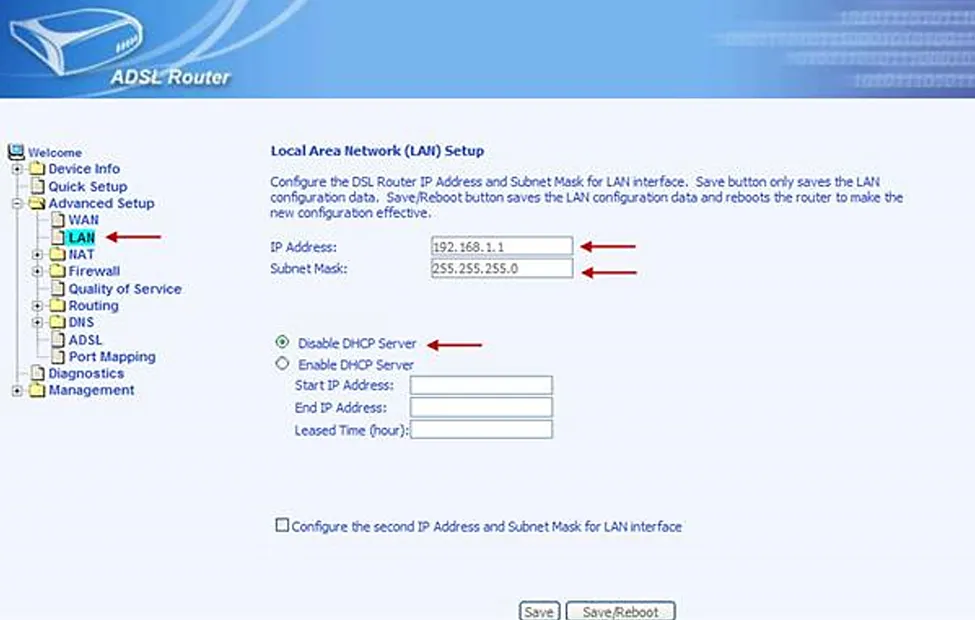 ADSL Router
Welcome
Device Info
Quick Setup
Advanced Setup
WAN
LAN
NAT
Firewall
Quality of Service
Routing
DNS
ADSL
Port Mapping
Diagnostics
Management
Local Area Network (LAN) Setup
Configure the DSL Router IP Address and Subnet Mask for LAN interface. Save button only saves the LAN
configuration data. Save/Reboot button saves the LAN configuration data and reboots the router to make the
new configuration effective.
IP Address: 192.168.1.1
Subnet Mask: 255.255.255.0
Disable DHCP Server
Enable DHCP Server
Start IP Address:
End IP Address:
Leased Time (hour):
Configure the second IP Address and Subnet Mask for LAN interface
Save Save/Reboot